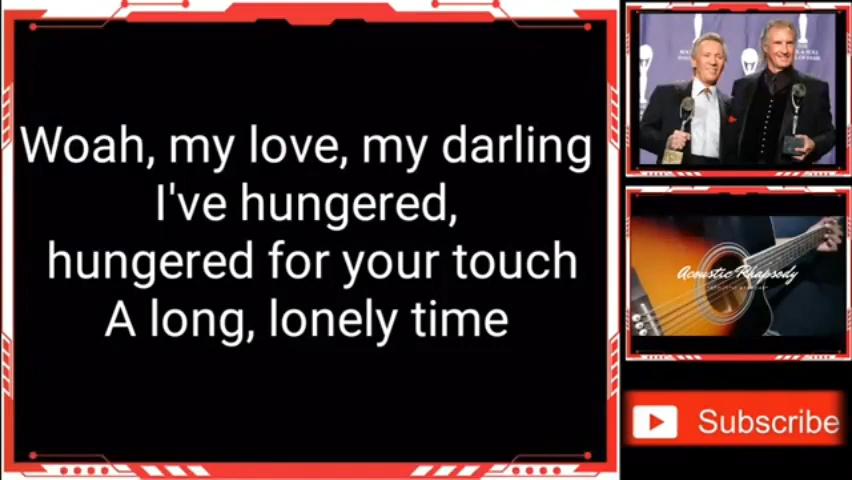 Woah, my love, my darling
I've hungered,
hungered for your touch
A long, lonely time
Acoustic Rhapsody
Subscribe